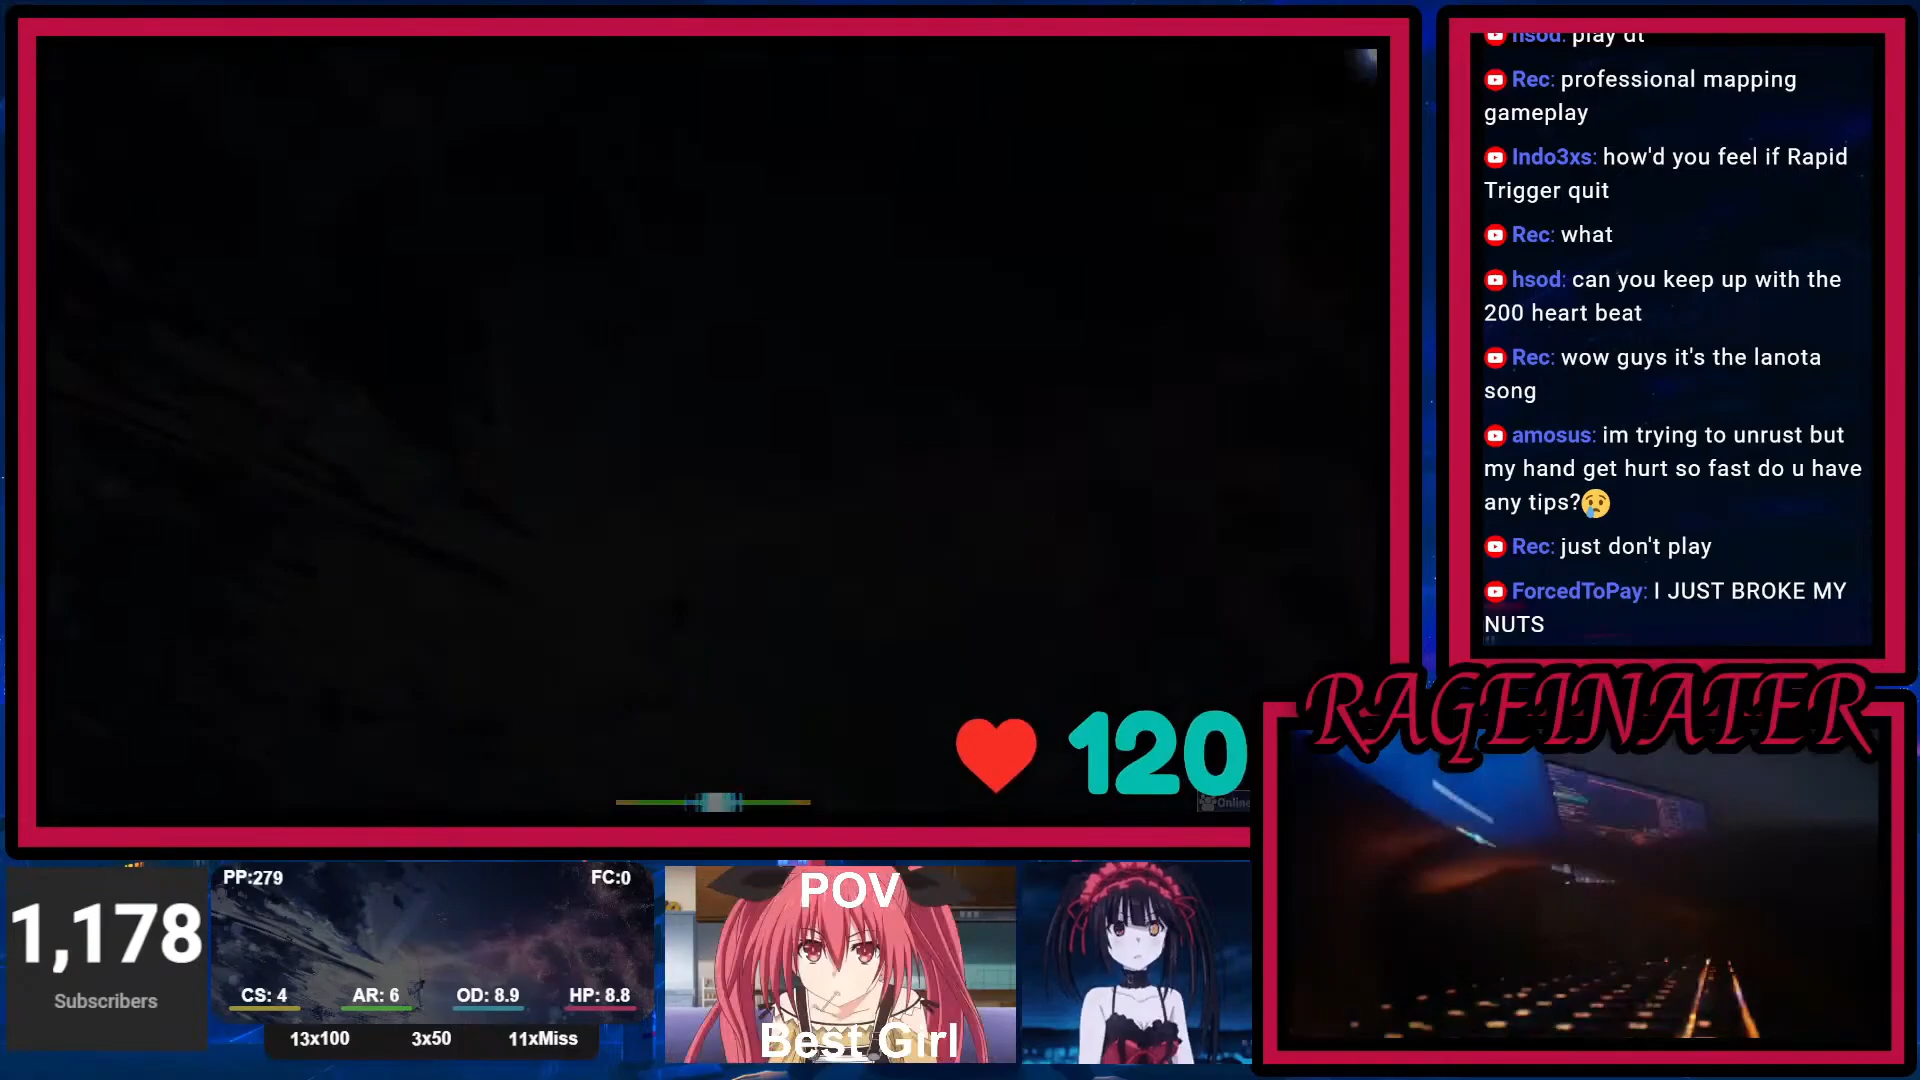 hsod: play dt
Rec: professional mapping
gameplay
Indo3xs: how'd you feel if Rapid
Trigger quit
Rec: what
hsod: can you keep up with the
200 heart beat
Rec: wow guys it's the lanota
song
amosus: im trying to unrust but
my hand get hurt so fast do u have
any tips?😢
Rec: just don't play
ForcedToPay: I JUST BROKE MY
NUTS
RAGEINATER
120
Online
1,178
Subscribers
PP:279
FC:0
CS: 4
AR: 6
OD: 8.9
HP: 8.8
13x100
3x50
11xMiss
POV
Best Girl